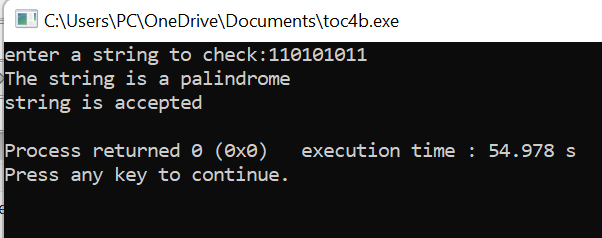 C:\Users\PC\OneDrive\Documents\toc4b.exe
enter a string to check:110101011
The string is a palindrome
string is accepted
Process returned 0 (0x0)   execution time : 54.978 s
Press any key to continue.